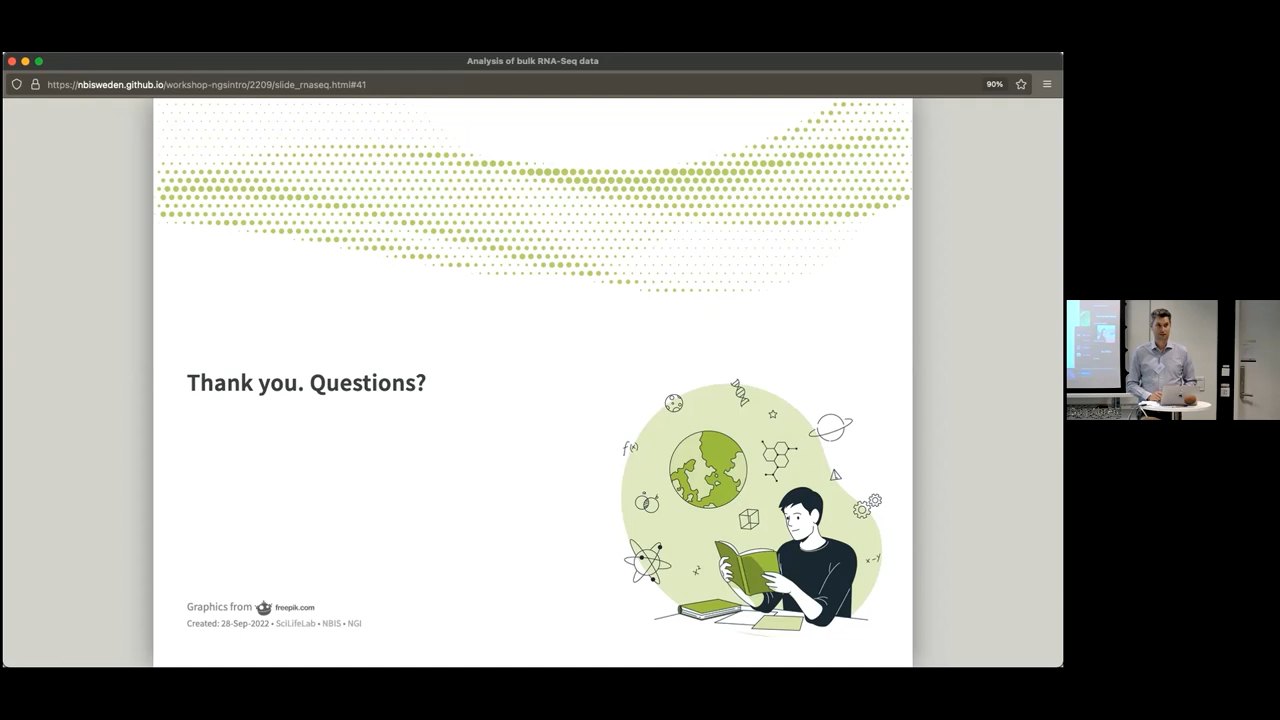 Analysis of bulk RNA-Seq data
https://nbisweden.github.io/workshop-ngsintro/2209/slide_rnaseq.html#41
90%
Thank you. Questions?
f(x)
x²
x-y
Graphics from freepik.com
Created: 28-Sep-2022 • SciLifeLab • NBIS • NGI